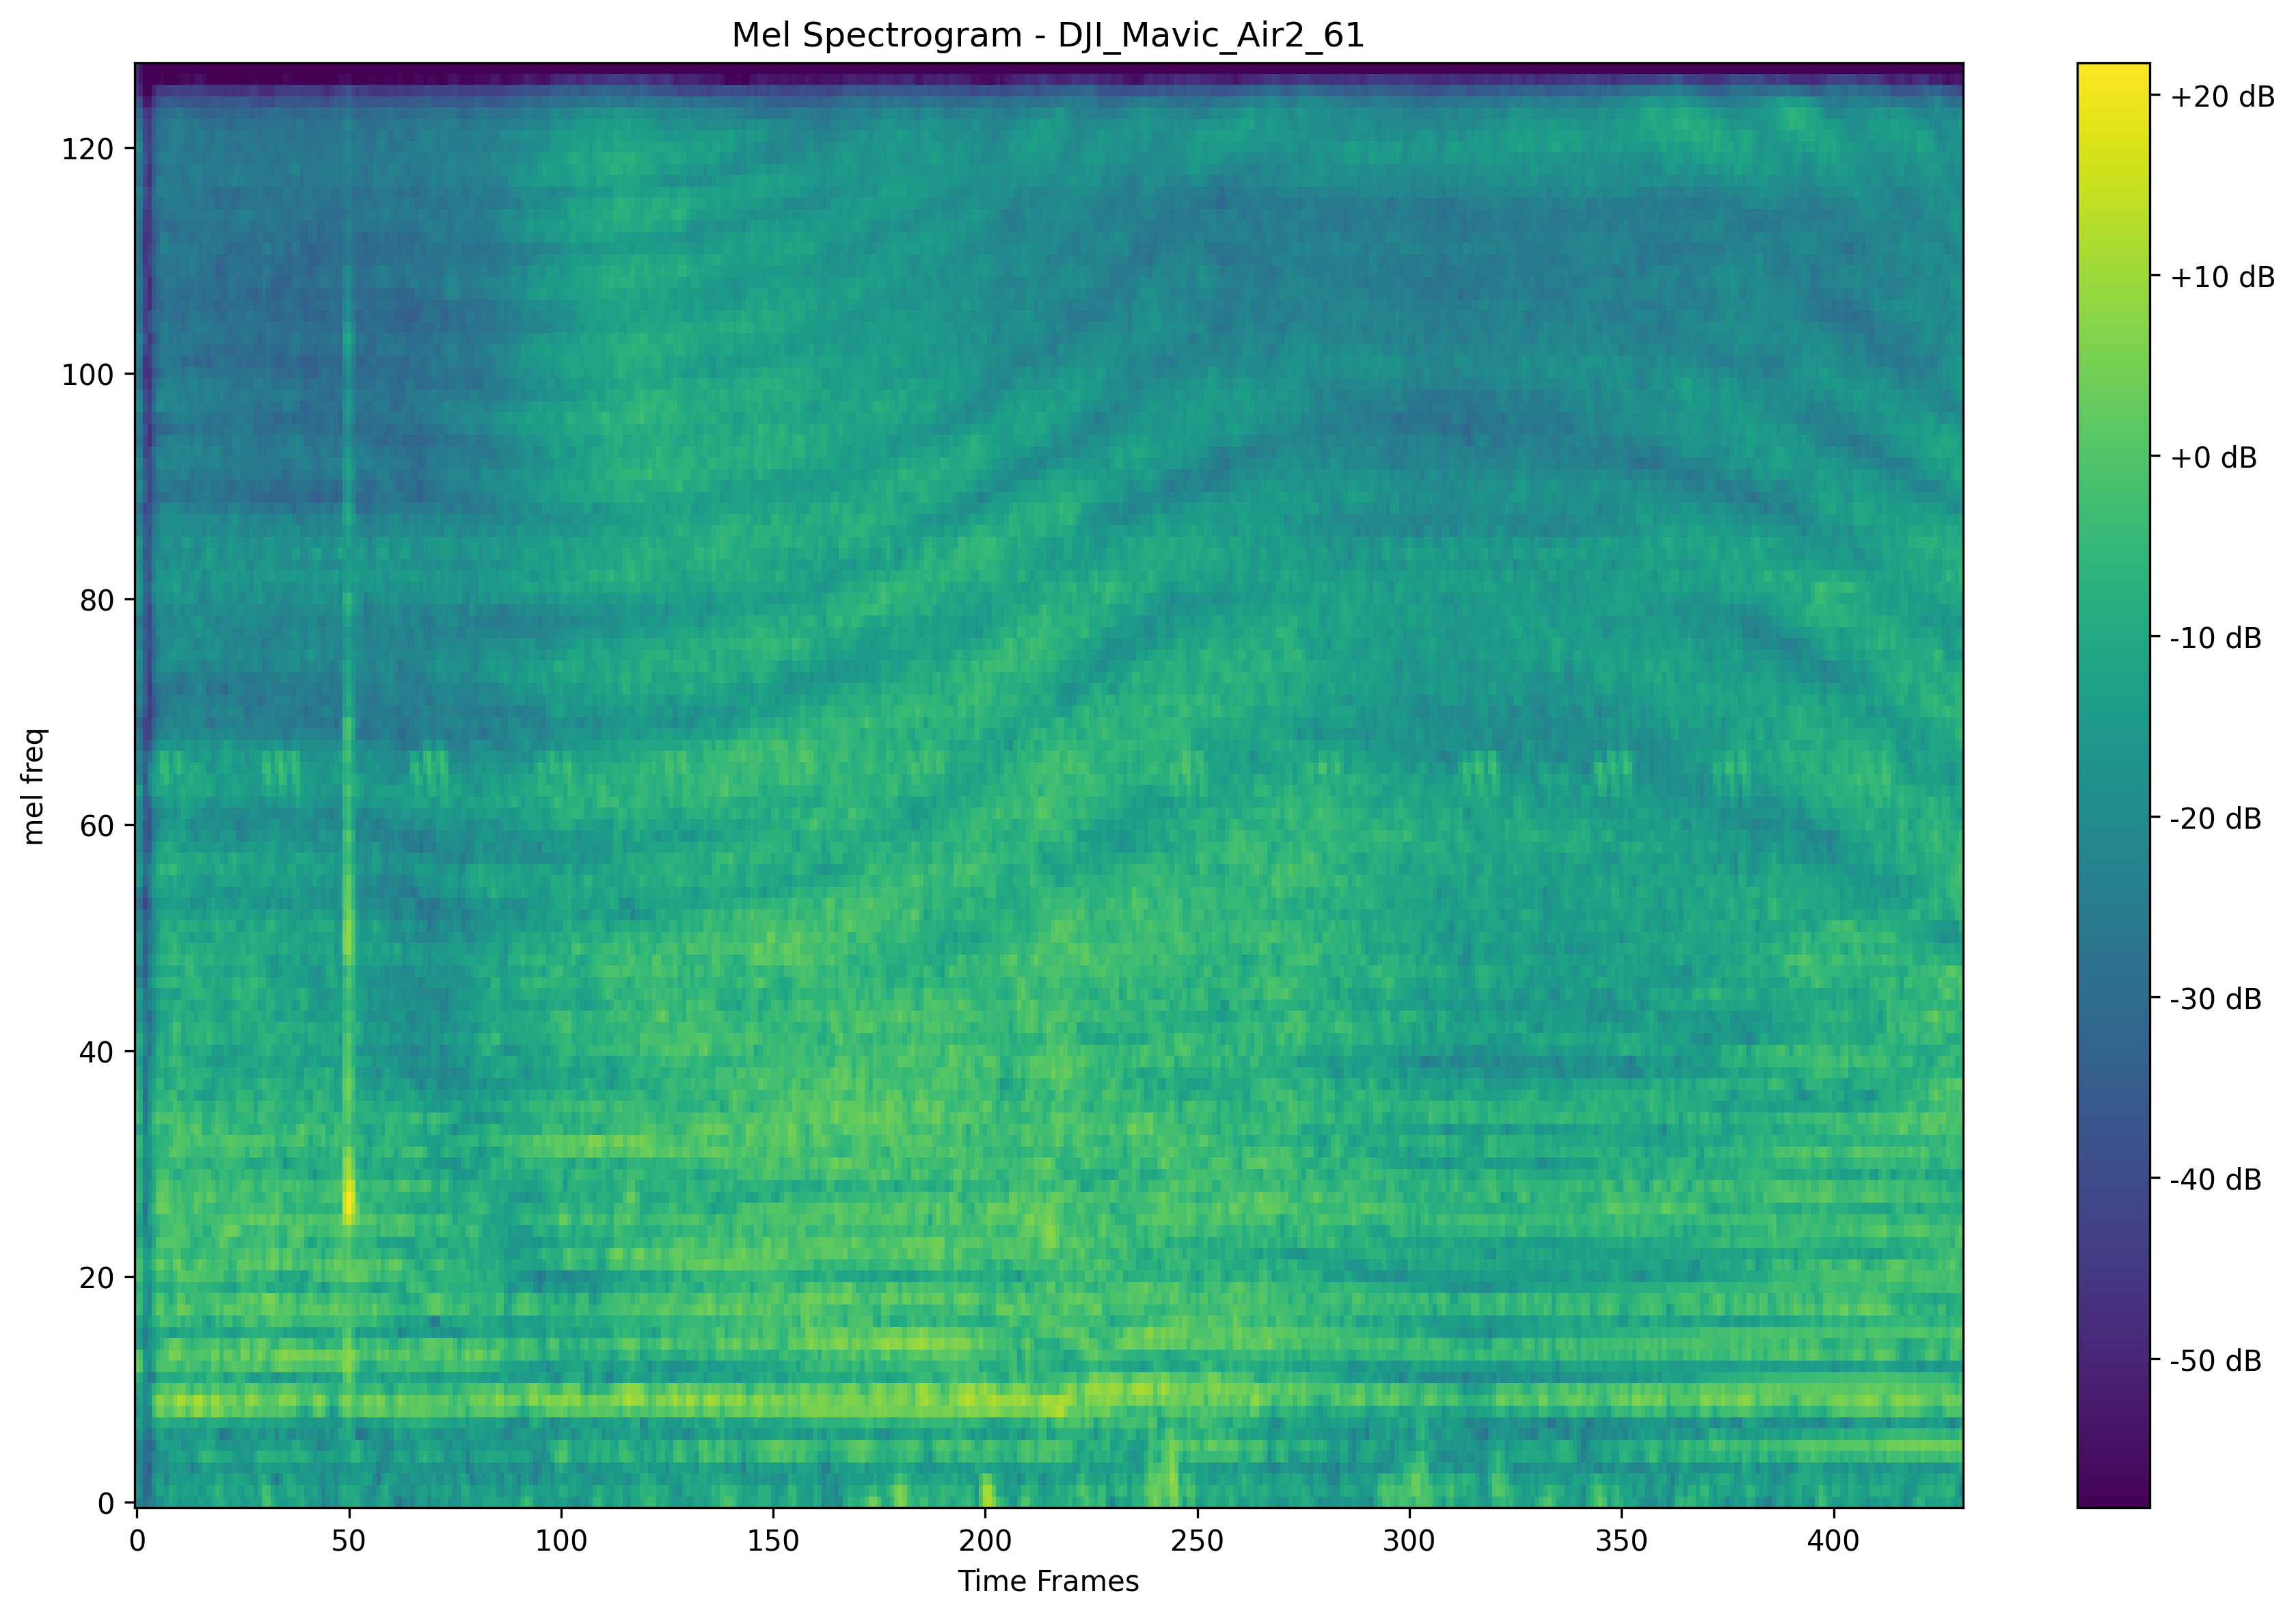 Mel Spectrogram - DJI_Mavic_Air2_61
mel freq
120
100
80
60
40
20
0
0 50 100 150 200 250 300 350 400
Time Frames
+20 dB
+10 dB
+0 dB
-10 dB
-20 dB
-30 dB
-40 dB
-50 dB